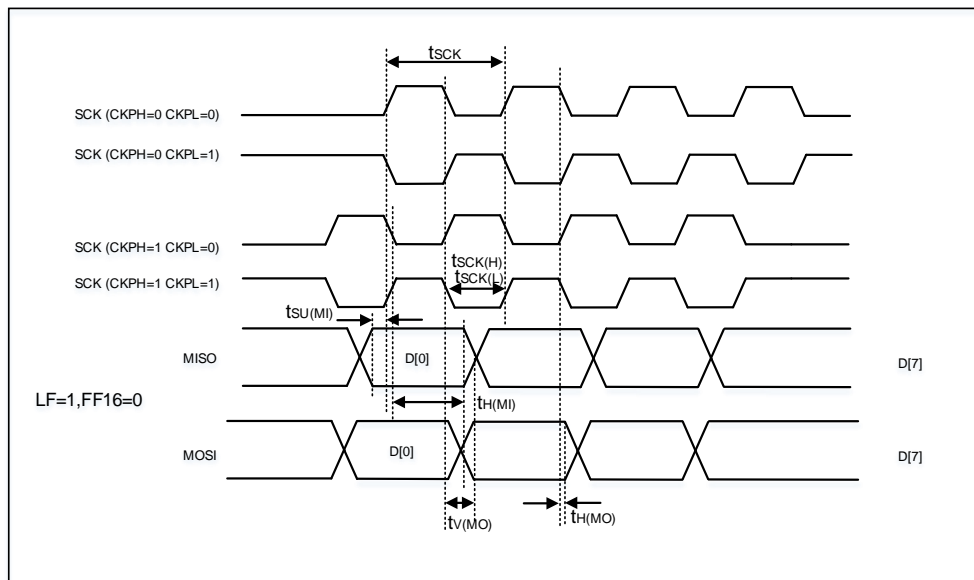 tSCK
SCK (CKPH=0 CKPL=0)
SCK (CKPH=0 CKPL=1)
SCK (CKPH=1 CKPL=0)
tSCK(H)
tSCK(L)
SCK (CKPH=1 CKPL=1)
tSU(MI)
MISO
D[0]
D[7]
LF=1,FF16=0
tH(MI)
MOSI
D[0]
D[7]
tV(MO)
tH(MO)